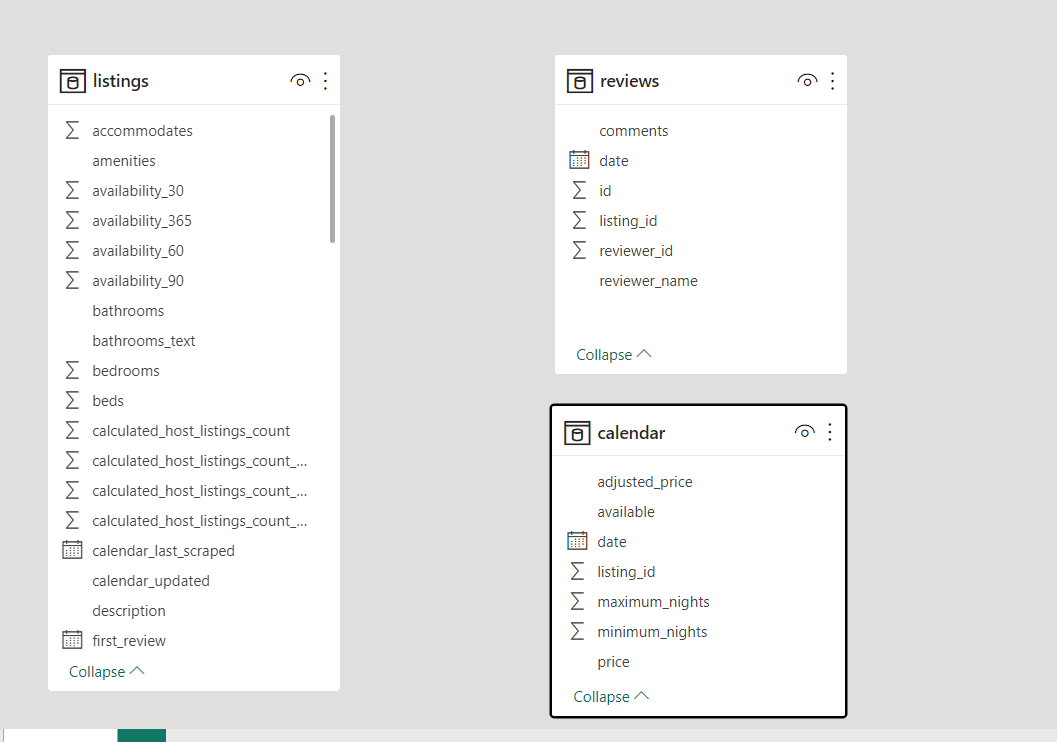 listings
accommodates
amenities
availability_30
availability_365
availability_60
availability_90
bathrooms
bathrooms_text
bedrooms
beds
calculated_host_listings_count
calculated_host_listings_count_...
calculated_host_listings_count_...
calculated_host_listings_count_...
calendar_last_scraped
calendar_updated
description
first_review
Collapse
reviews
comments
date
id
listing_id
reviewer_id
reviewer_name
Collapse
calendar
adjusted_price
available
date
listing_id
maximum_nights
minimum_nights
price
Collapse